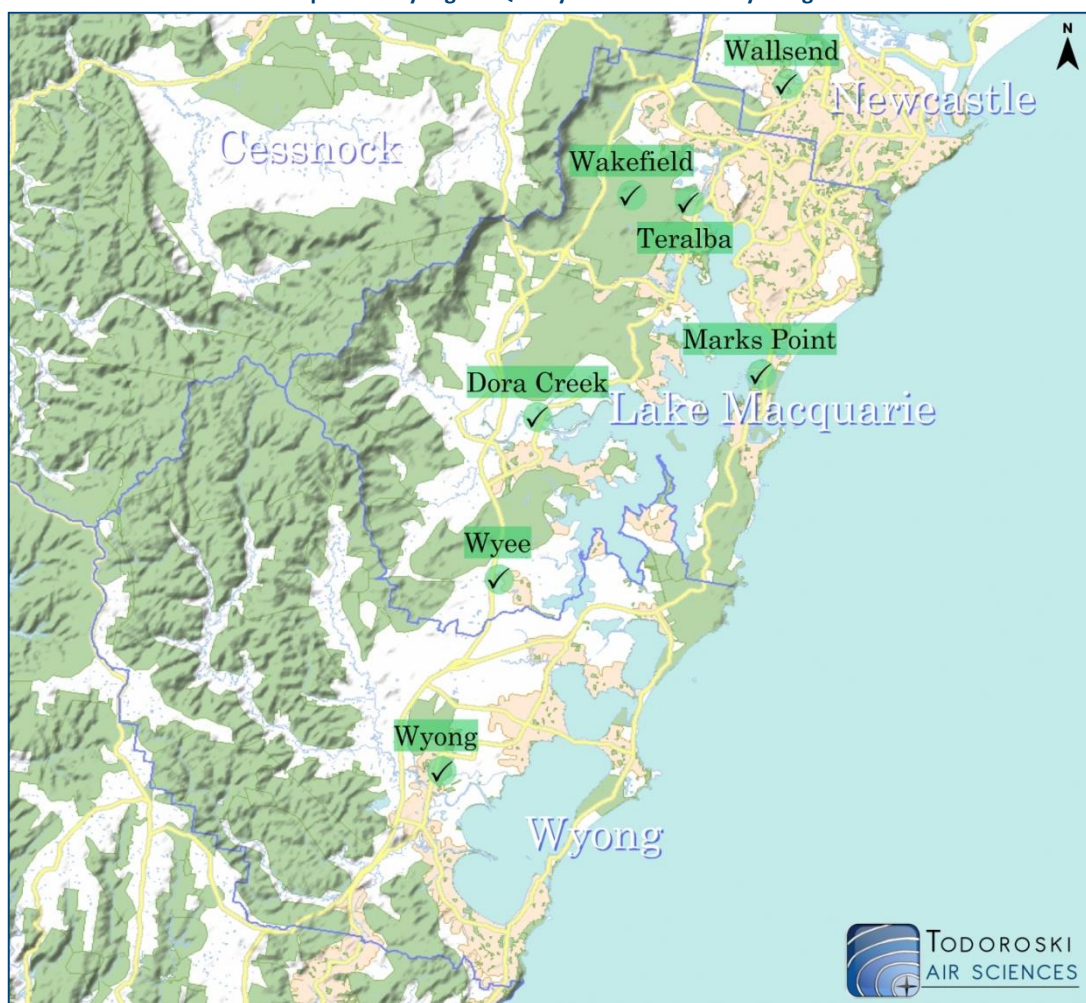 N
Wallsend
Newcastle
Cessnock
Wakefield
Teralba
Marks Point
Dora Creek
Lake Macquarie
Wyee
Wyong
Wyong
TODOROSKI
AIR SCIENCES